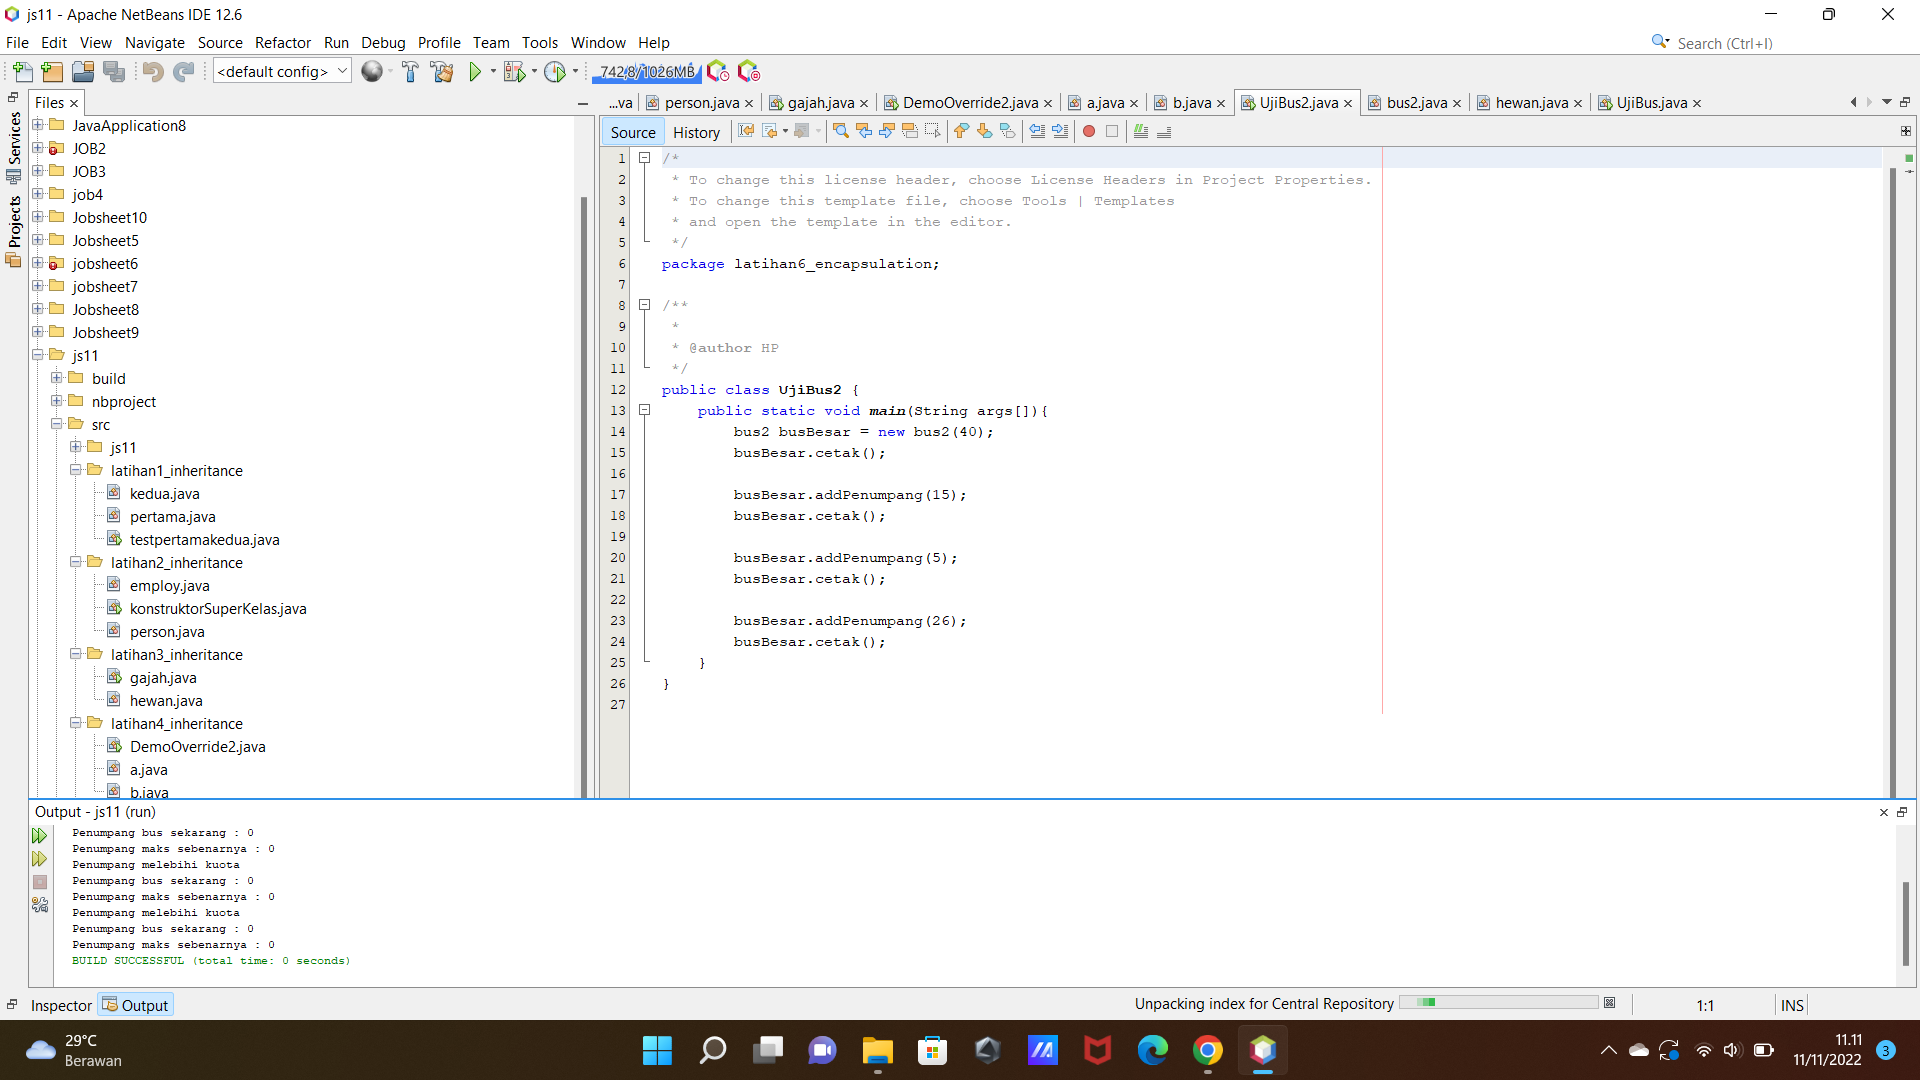 js11 - Apache NetBeans IDE 12.6
File Edit View Navigate Source Refactor Run Debug Profile Team Tools Window Help
Search (Ctrl+I)
<default config>
742,8/1026MB
Files
...va person.java gajah.java DemoOverride2.java a.java b.java UjiBus2.java bus2.java hewan.java UjiBus.java
Services
Projects
Source History
JavaApplication8
JOB2
JOB3
job4
Jobsheet10
Jobsheet5
jobsheet6
jobsheet7
Jobsheet8
Jobsheet9
js11
build
nbproject
src
js11
latihan1_inheritance
kedua.java
pertama.java
testpertamakedua.java
latihan2_inheritance
employ.java
konstruktorSuperKelas.java
person.java
latihan3_inheritance
gajah.java
hewan.java
latihan4_inheritance
DemoOverride2.java
a.java
b.java
1 /*
2 * To change this license header, choose License Headers in Project Properties.
3 * To change this template file, choose Tools | Templates
4 * and open the template in the editor.
5 */
6 package latihan6_encapsulation;
7
8 /**
9 *
10 * @author HP
11 */
12 public class UjiBus2 {
13 public static void main(String args[]){
14 bus2 busBesar = new bus2(40);
15 busBesar.cetak();
16
17 busBesar.addPenumpang(15);
18 busBesar.cetak();
19
20 busBesar.addPenumpang(5);
21 busBesar.cetak();
22
23 busBesar.addPenumpang(26);
24 busBesar.cetak();
25 }
26 }
27
Output - js11 (run)
Penumpang bus sekarang : 0
Penumpang maks sebenarnya : 0
Penumpang melebihi kuota
Penumpang bus sekarang : 0
Penumpang maks sebenarnya : 0
Penumpang melebihi kuota
Penumpang bus sekarang : 0
Penumpang maks sebenarnya : 0
BUILD SUCCESSFUL (total time: 0 seconds)
Inspector Output
Unpacking index for Central Repository
1:1 INS
29°C
Berawan
11.11
11/11/2022
3